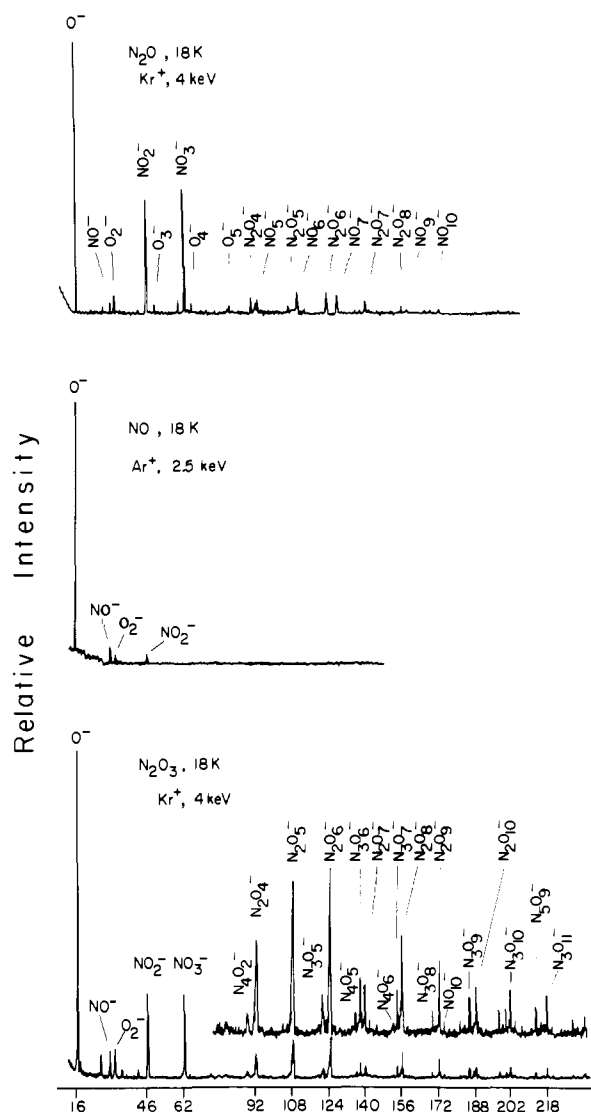 Relative Intensity
O⁻
N₂O, 18K
Kr⁺, 4 keV
NO⁻
O₂⁻
NO₂⁻
O₃⁻
NO₃⁻
O₄⁻
O₅⁻
N₂O₄⁻
NO₅⁻
N₂O₅⁻
NO₆⁻
N₂O₆⁻
NO₇⁻
N₂O₇⁻
N₂O₈⁻
NO₉⁻
NO₁₀⁻
O⁻
NO, 18K
Ar⁺, 2.5 keV
NO⁻
O₂⁻
NO₂⁻
O⁻
N₂O₃, 18K
Kr⁺, 4 keV
NO⁻
O₂⁻
NO₂⁻
NO₃⁻
N₄O₂⁻
N₂O₄⁻
N₂O₅⁻
N₃O₅⁻
N₂O₆⁻
N₄O₅⁻
N₃O₆⁻
N₂O₇⁻
N₄O₆⁻
N₃O₇⁻
N₂O₈⁻
N₃O₈⁻
N₂O₉⁻
NO₁₀⁻
N₃O₉⁻
N₂O₁₀⁻
N₃O₁₀⁻
N₅O₉⁻
N₃O₁₁⁻
16 46 62 92 108 124 140 156 172 188 202 218